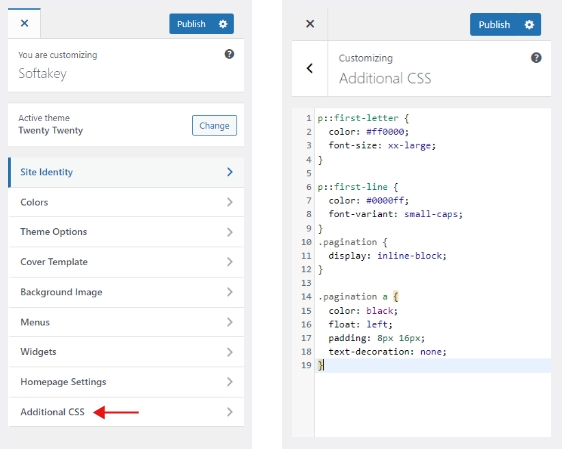 Publish
You are customizing
Softakey
Active theme
Twenty Twenty
Change
Site Identity
Colors
Theme Options
Cover Template
Background Image
Menus
Widgets
Homepage Settings
Additional CSS
Publish
Customizing
Additional CSS
1 p::first-letter {
2 color: #ff0000;
3 font-size: xx-large;
4 }
5
6 p::first-line {
7 color: #0000ff;
8 font-variant: small-caps;
9 }
10 .pagination {
11 display: inline-block;
12 }
13
14 .pagination a {
15 color: black;
16 float: left;
17 padding: 8px 16px;
18 text-decoration: none;
19 }